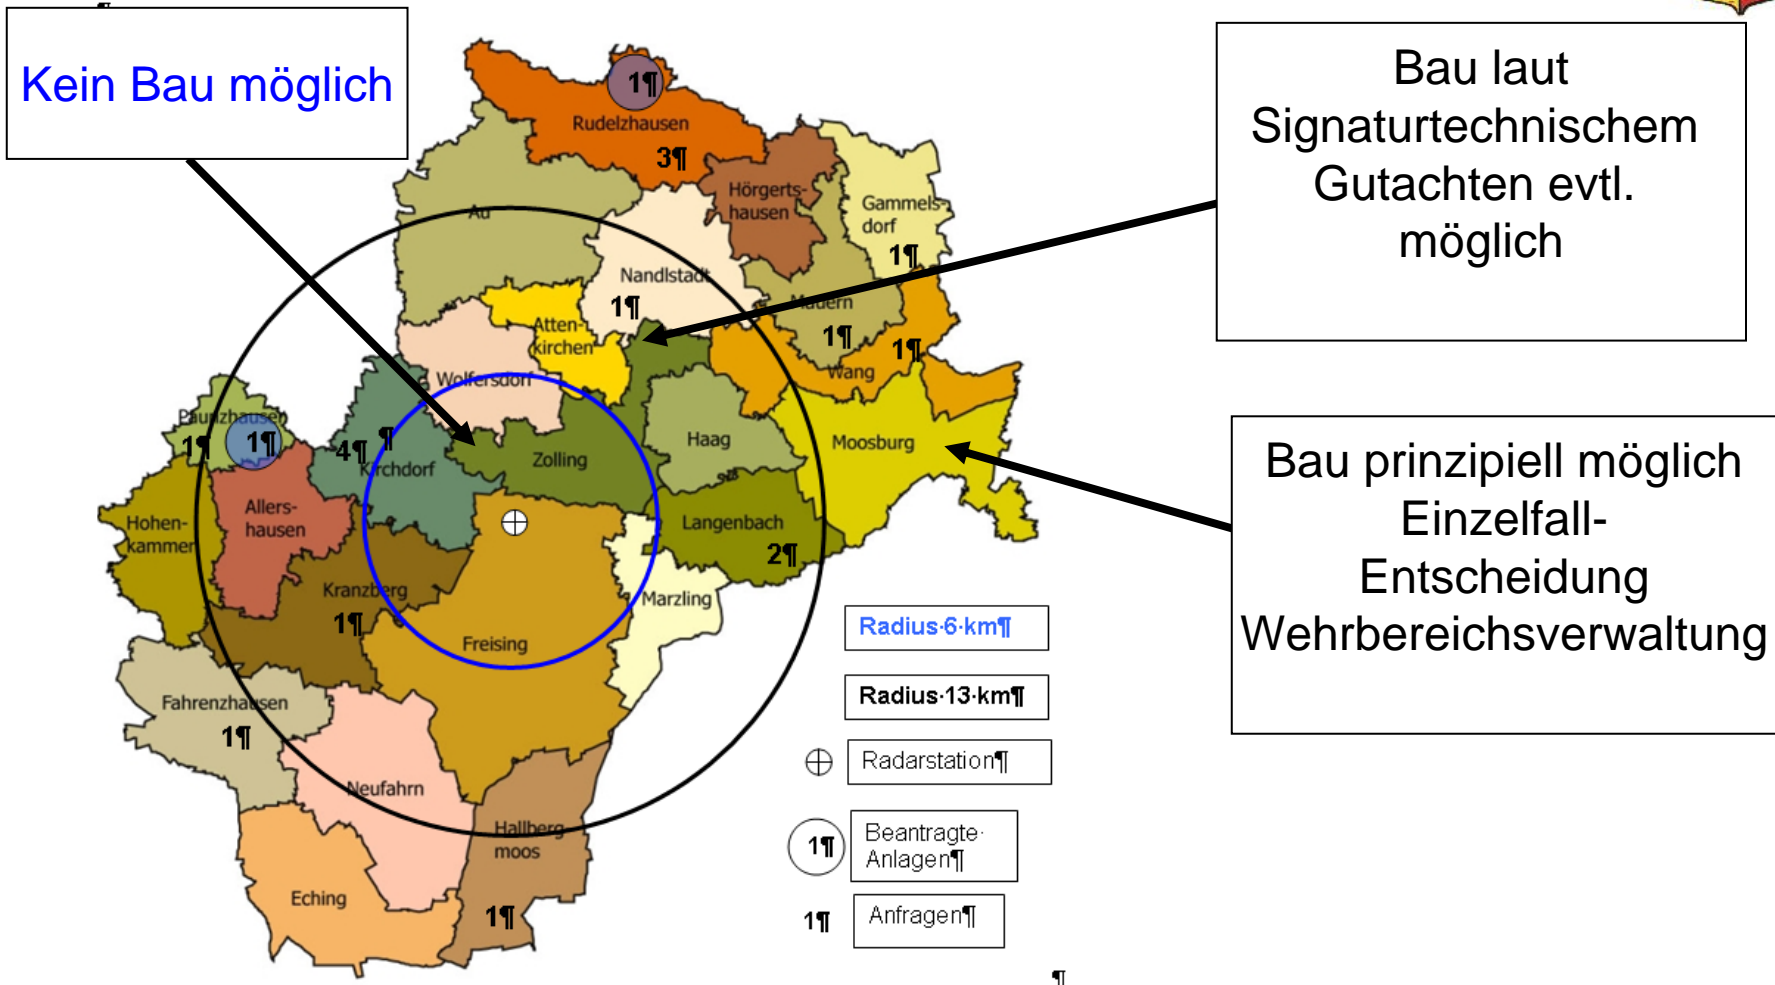 ¶
Kein Bau möglich
Bau laut
Signaturtechnischem
Gutachten evtl.
möglich
1¶
Rudelzhausen
3¶
Hörgerts-
hausen
Gammels-
dorf
1¶
Au
Nandlstadt
1¶
Mauern
1¶
1¶
Wang
Atten-
kirchen
Wolfersdorf
Paunzhausen
1¶
1¶
4¶
¶
Kirchdorf
Zolling
Haag
Moosburg
Bau prinzipiell möglich
Einzelfall-
Entscheidung
Wehrbereichsverwaltung
Hohen-
kammer
Allers-
hausen
Langenbach
2¶
Kranzberg
1¶
Marzling
Freising
Fahrenzhausen
1¶
Neufahrn
Hallberg
moos
1¶
Eching
Radius·6·km¶
Radius·13·km¶
Radarstation¶
1¶
Beantragte·
Anlagen¶
1¶
Anfragen¶
¶